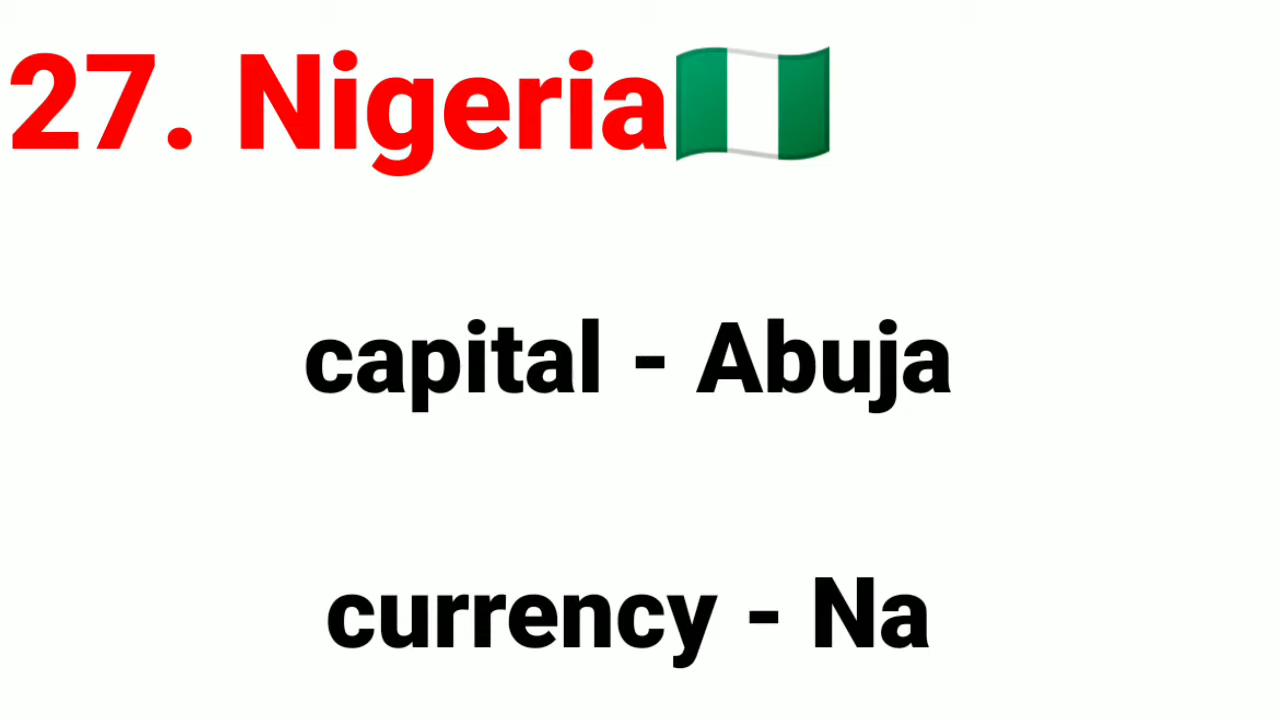 27. Nigeria🇳🇬
capital - Abuja
currency - Na